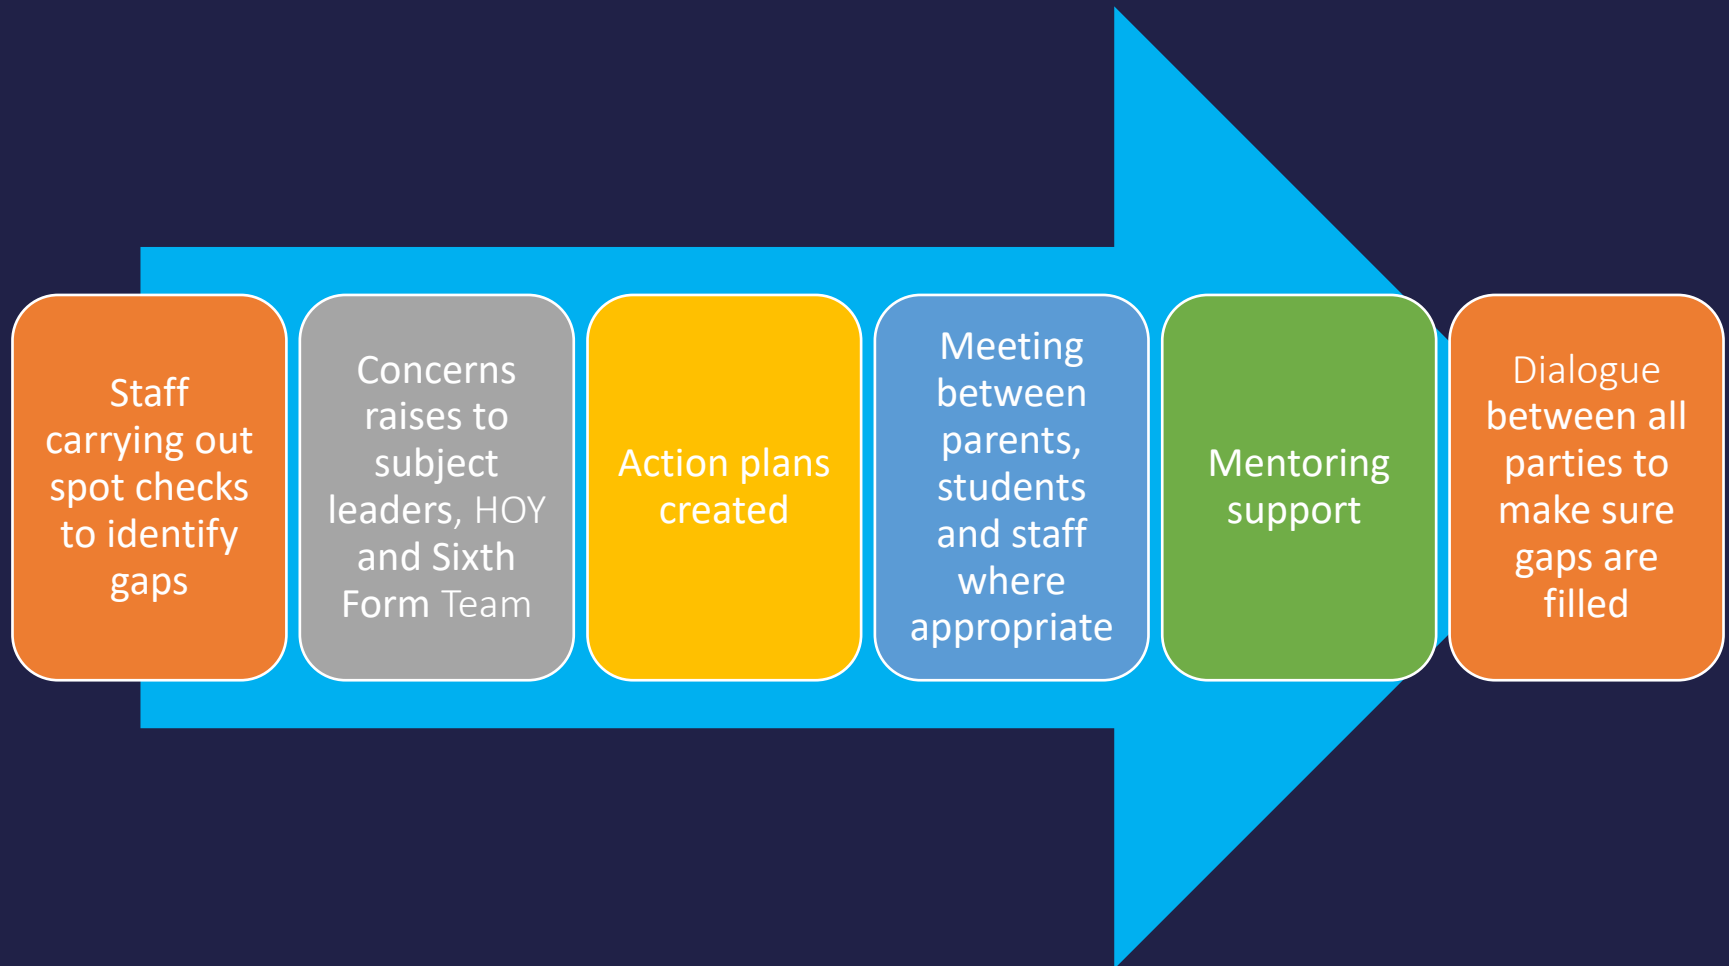 Staff
carrying out
spot checks
to identify
gaps
Concerns
raises to
subject
leaders, HOY
and Sixth
Form Team
Action plans
created
Meeting
between
parents,
students
and staff
where
appropriate
Mentoring
support
Dialogue
between all
parties to
make sure
gaps are
filled